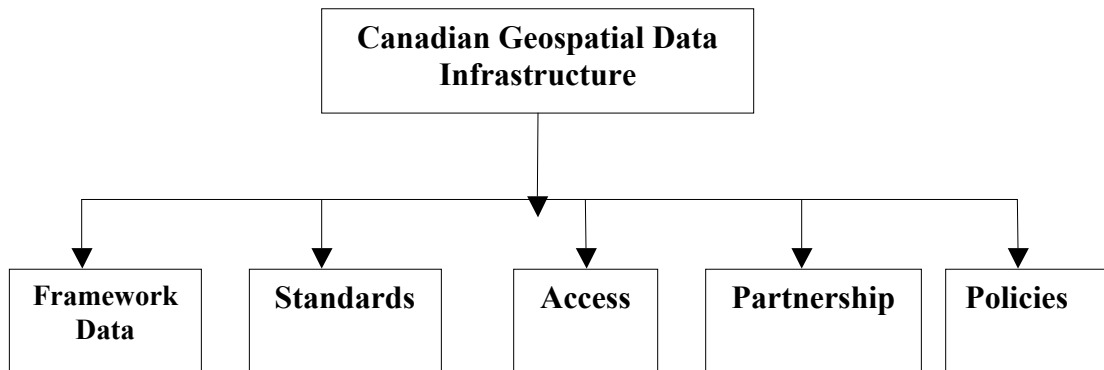 Canadian Geospatial Data
Infrastructure
Framework
Data
Standards
Access
Partnership
Policies